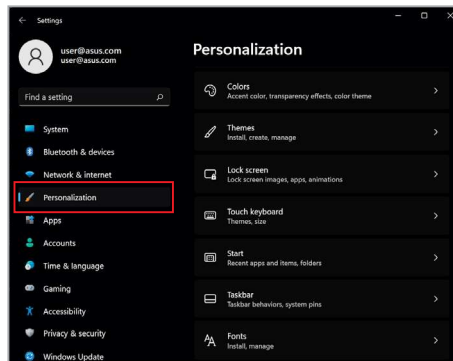 Settings
user@asus.com
user@asus.com
Find a setting
System
Bluetooth & devices
Network & internet
Personalization
Apps
Accounts
Time & language
Gaming
Accessibility
Privacy & security
Windows Update
Personalization
Colors
Accent color, transparency effects, color theme
Themes
Install, create, manage
Lock screen
Lock screen images, apps, animations
Touch keyboard
Themes, size
Start
Recent apps and items, folders
Taskbar
Taskbar behaviors, system pins
Fonts
Install, manage